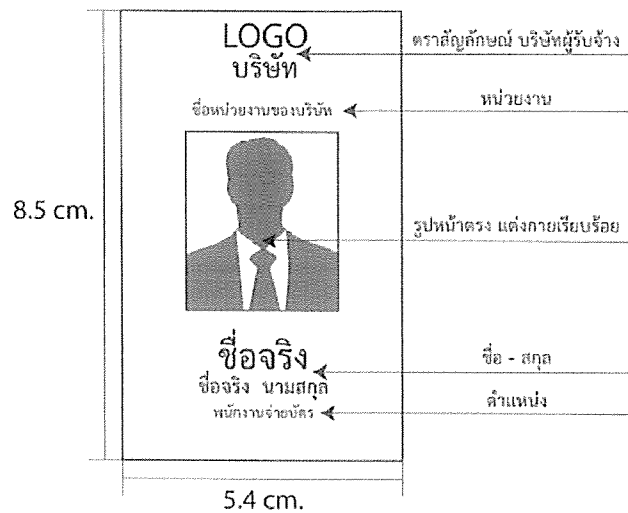 LOGO
บริษัท
ตราสัญลักษณ์ บริษัทผู้รับจ้าง
ชื่อหน่วยงานของบริษัท
หน่วยงาน
8.5 cm.
รูปหน้าตรง แต่งกายเรียบร้อย
ชื่อจริง
ชื่อ - สกุล
ชื่อจริง นามสกุล
พนักงานจ่ายบัตร
ตำแหน่ง
5.4 cm.